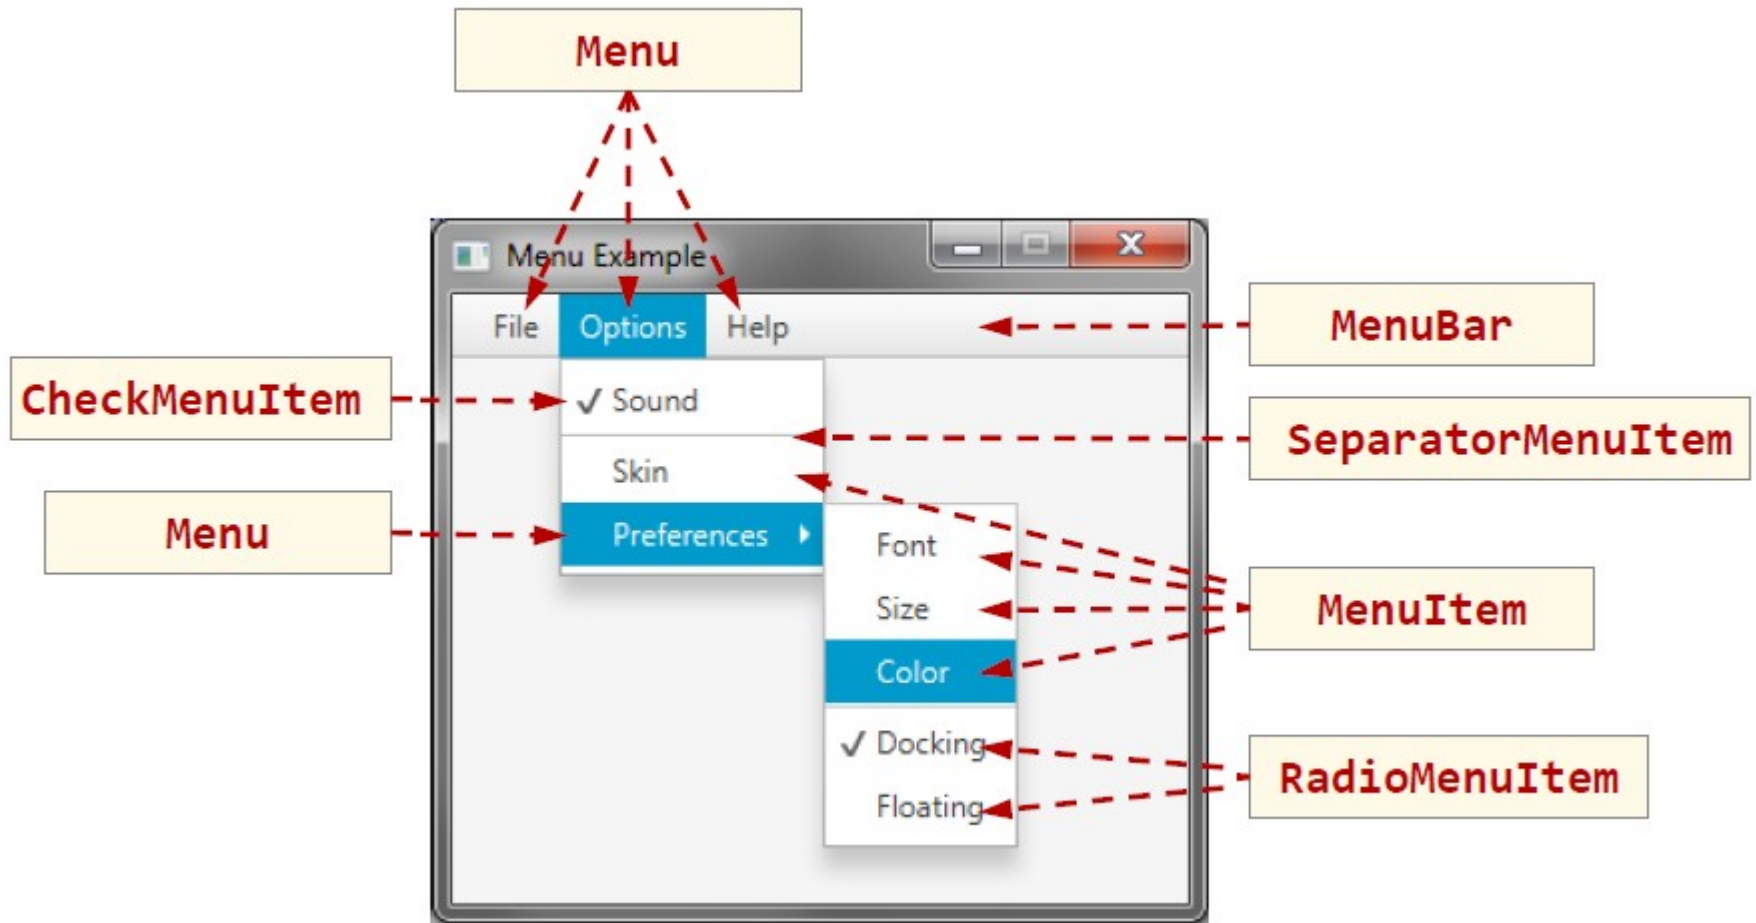 Menu
Menu Example
File Options Help
MenuBar
CheckMenuItem
Sound
SeparatorMenuItem
Skin
Menu
Preferences
Font
Size
MenuItem
Color
Docking
RadioMenuItem
Floating